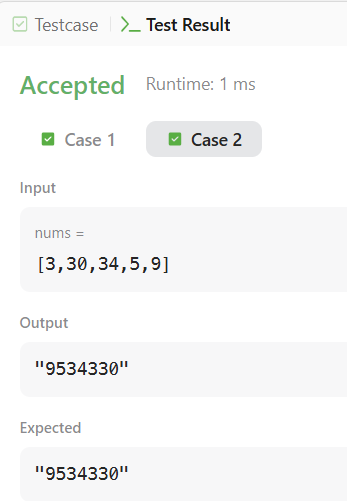 Testcase | >_ Test Result
Accepted Runtime: 1 ms
Case 1 Case 2
Input
nums =
[3,30,34,5,9]
Output
"9534330"
Expected
"9534330"